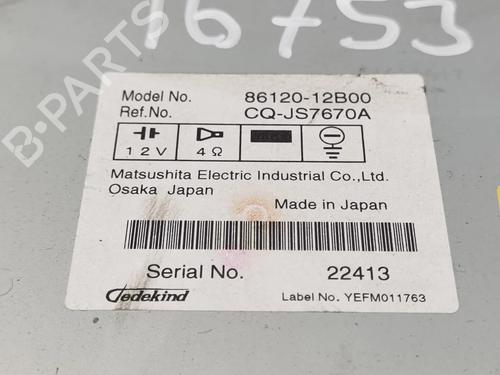 16753
B-PARTS
Model No. 86120-12B00
Ref.No. CQ-JS7670A
12V 4Ω
Matsushita Electric Industrial Co.,Ltd.
Osaka Japan
Made in Japan
Serial No. 22413
Jedekind Label No. YEFM011763